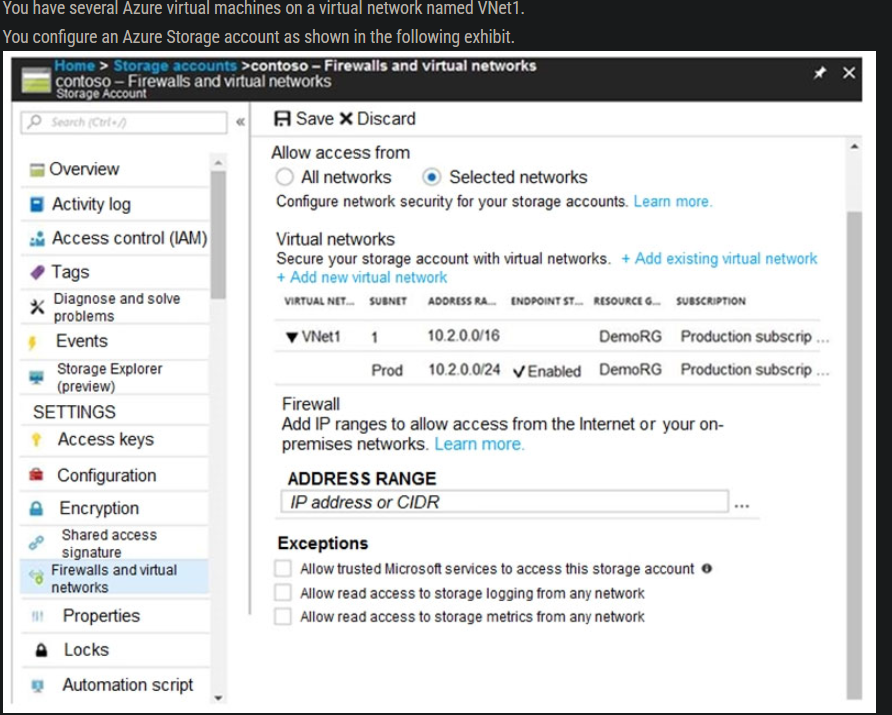 You have several Azure virtual machines on a virtual network named VNet1.
You configure an Azure Storage account as shown in the following exhibit.
Home > Storage accounts >contoso – Firewalls and virtual networks
contoso – Firewalls and virtual networks
Storage Account
Search (Ctrl+/)
«
Overview
Activity log
Access control (IAM)
Tags
Diagnose and solve
problems
Events
Storage Explorer
(preview)
SETTINGS
Access keys
Configuration
Encryption
Shared access
signature
Firewalls and virtual
networks
Properties
Locks
Automation script
Save Discard
Allow access from
All networks Selected networks
Configure network security for your storage accounts. Learn more.
Virtual networks
Secure your storage account with virtual networks. + Add existing virtual network
+ Add new virtual network
VIRTUAL NET... SUBNET ADDRESS RA... ENDPOINT ST... RESOURCE G... SUBSCRIPTION
VNet1 1 10.2.0.0/16 DemoRG Production subscrip ...
Prod 10.2.0.0/24 Enabled DemoRG Production subscrip ...
Firewall
Add IP ranges to allow access from the Internet or your on-
premises networks. Learn more.
ADDRESS RANGE
IP address or CIDR ...
Exceptions
Allow trusted Microsoft services to access this storage account
Allow read access to storage logging from any network
Allow read access to storage metrics from any network